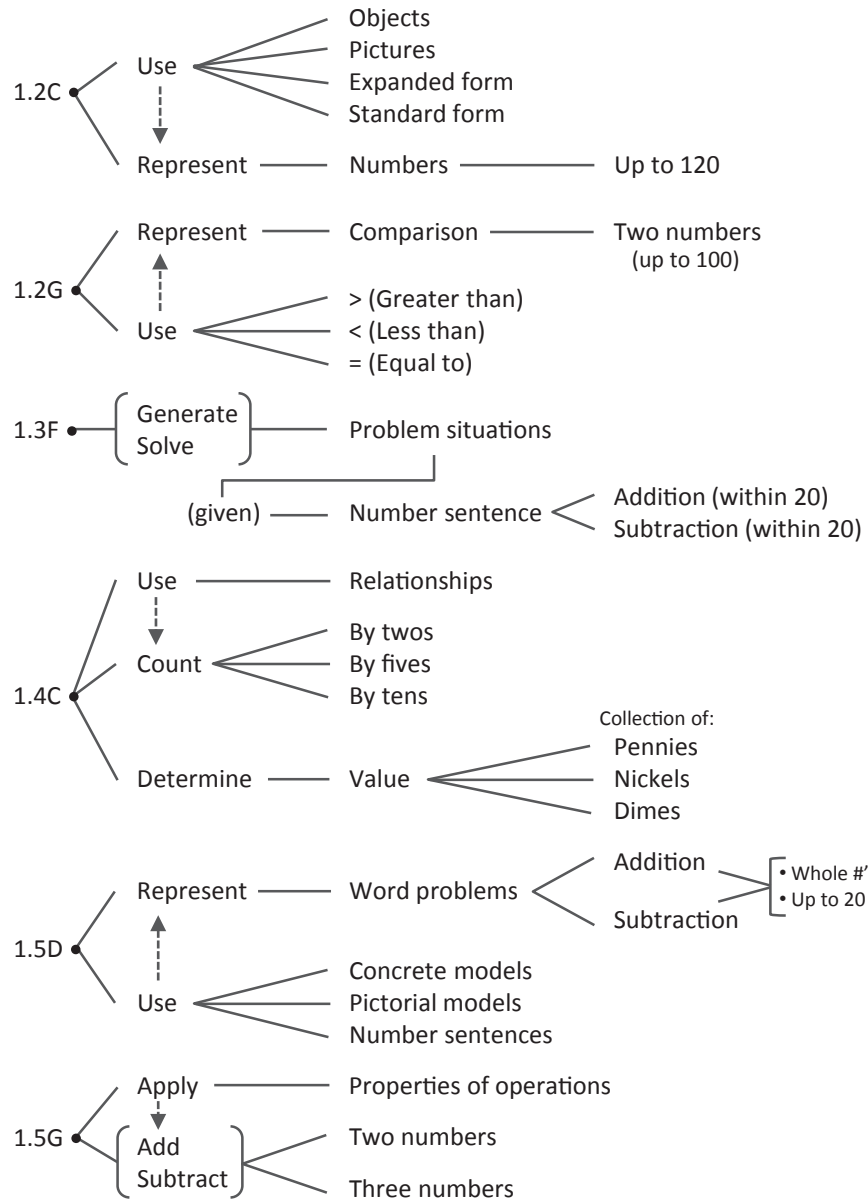 Objects
Pictures
Expanded form
Standard form
Use
1.2C
Represent Numbers Up to 120
Represent Comparison Two numbers
(up to 100)
1.2G
Use
> (Greater than)
< (Less than)
= (Equal to)
1.3F
Generate
Solve
Problem situations
(given) Number sentence
Addition (within 20)
Subtraction (within 20)
Use Relationships
Count
By twos
By fives
By tens
1.4C
Collection of:
Pennies
Nickels
Dimes
Determine Value
Represent Word problems
Addition
Subtraction
• Whole #'
• Up to 20
1.5D
Use
Concrete models
Pictorial models
Number sentences
Apply Properties of operations
1.5G
Add
Subtract
Two numbers
Three numbers